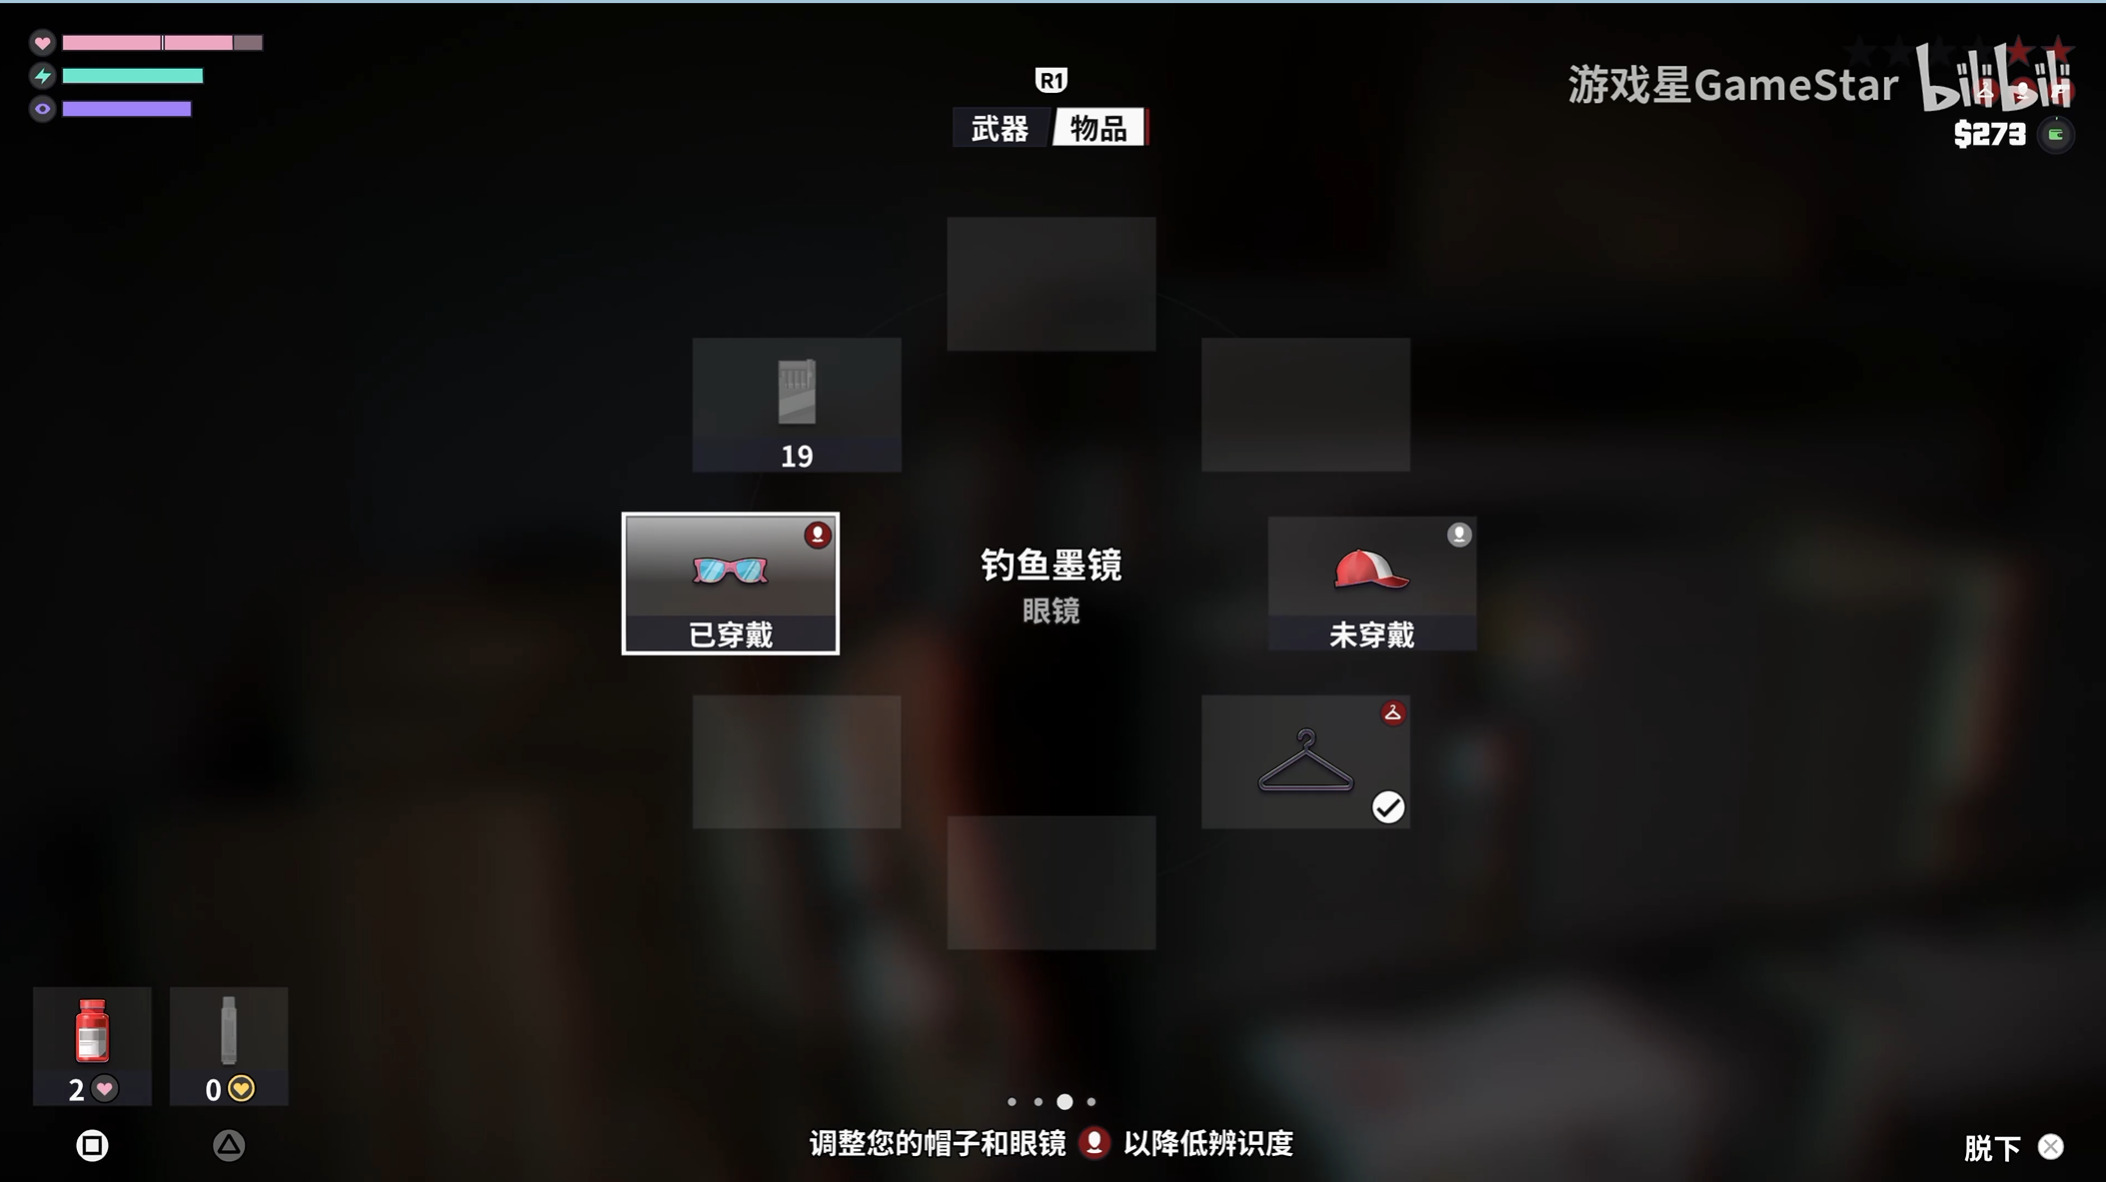 R1
武器 物品
游戏星GameStar bilibili
$273
19
已穿戴
钓鱼墨镜
眼镜
未穿戴
2 0
调整您的帽子和眼镜 以降低辨识度
脱下